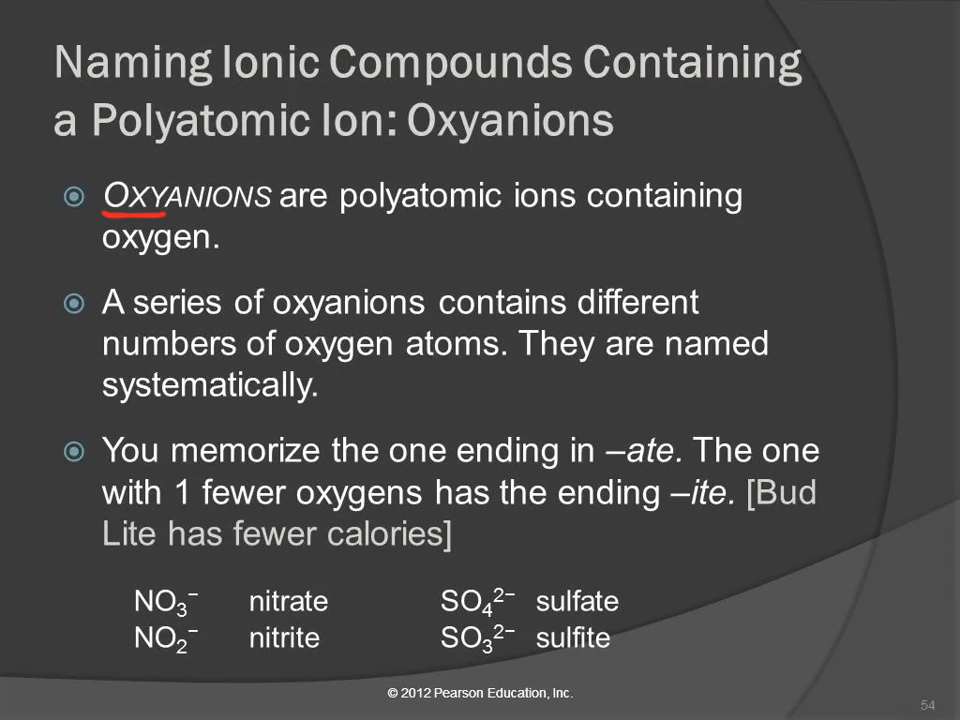 Naming Ionic Compounds Containing
a Polyatomic Ion: Oxyanions
OXYANIONS are polyatomic ions containing
oxygen.
A series of oxyanions contains different
numbers of oxygen atoms. They are named
systematically.
You memorize the one ending in –ate. The one
with 1 fewer oxygens has the ending –ite. [Bud
Lite has fewer calories]
NO₃⁻ nitrate SO₄²⁻ sulfate
NO₂⁻ nitrite SO₃²⁻ sulfite
© 2012 Pearson Education, Inc.
54